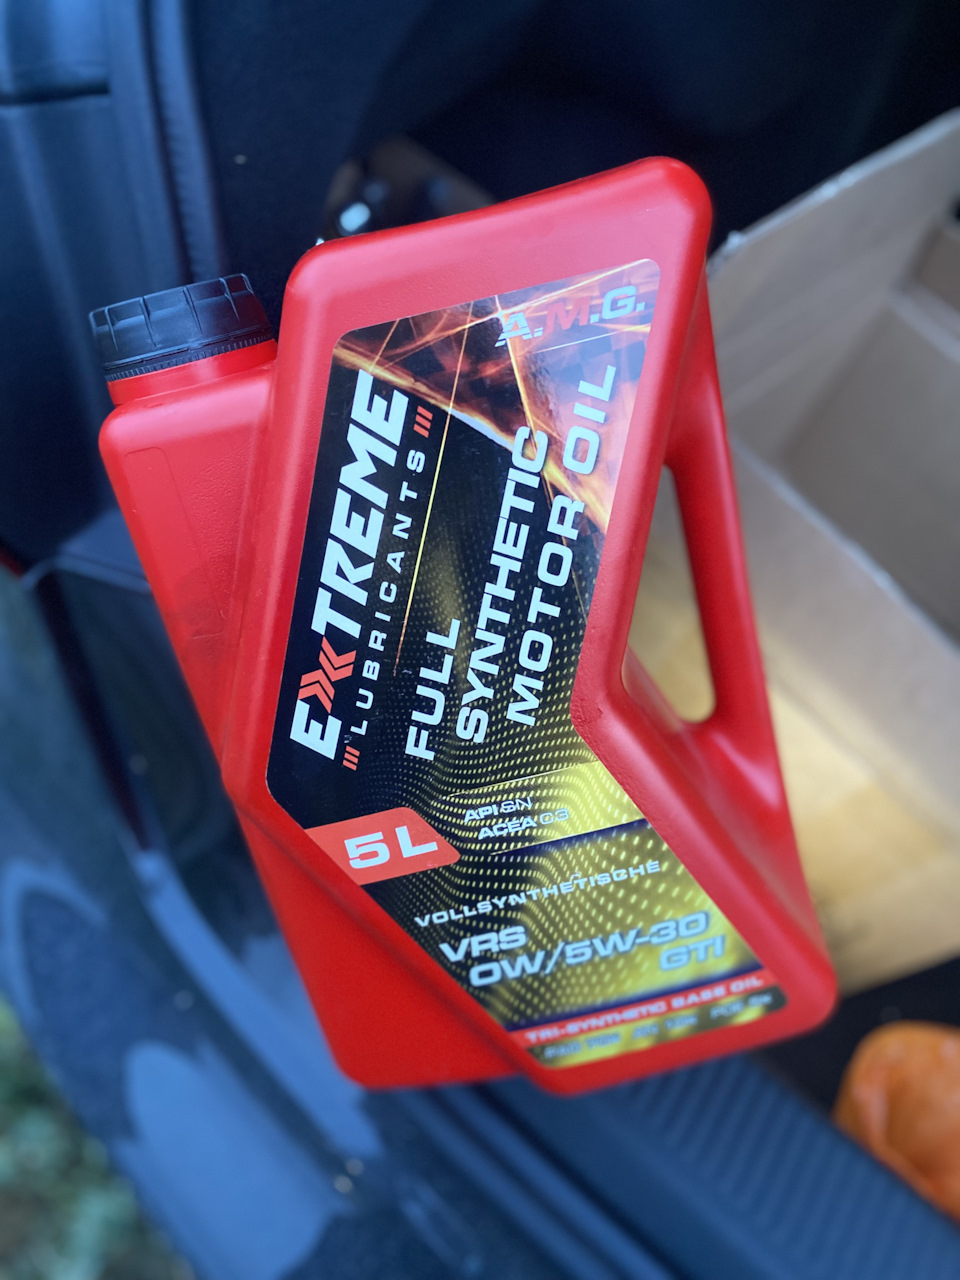 A.M.G.
EXTREME
LUBRICANTS
FULL
SYNTHETIC
MOTOR OIL
5L
API SN
ACEA C3
VOLLSYNTHETISCHE
VRS
0W/5W-30
GTI
TRI-SYNTHETIC BASE OIL